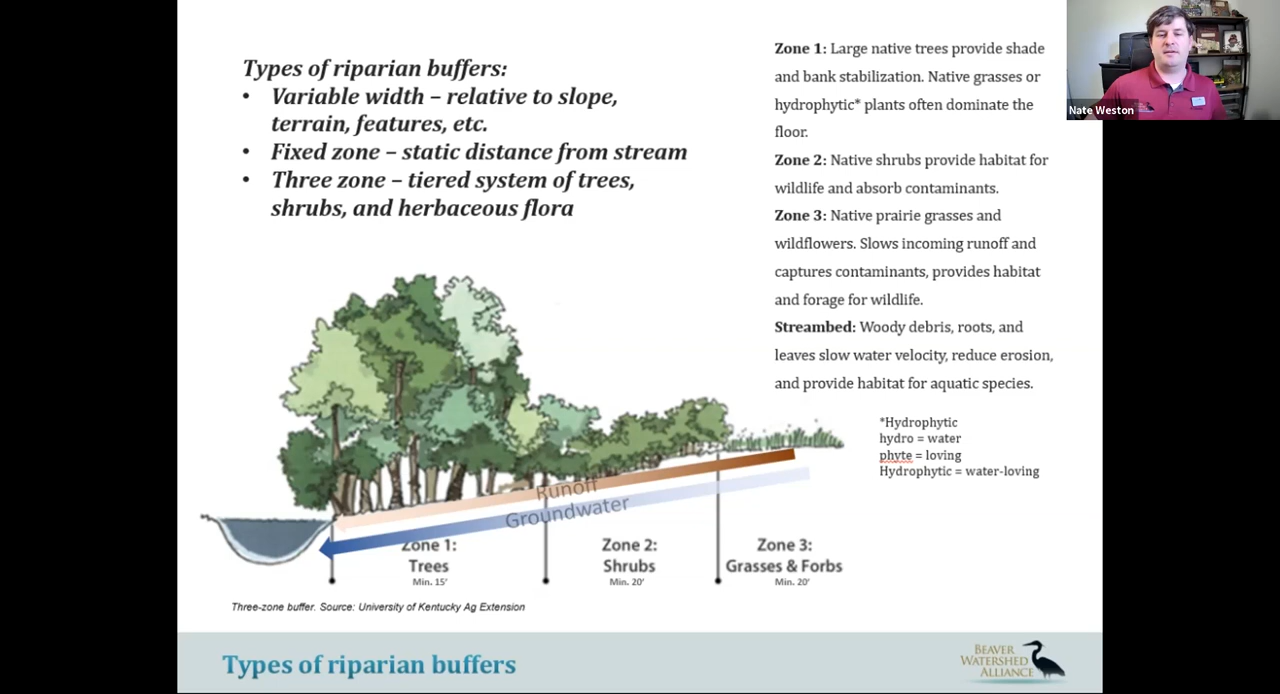 Types of riparian buffers:
• Variable width – relative to slope,
terrain, features, etc.
• Fixed zone – static distance from stream
• Three zone – tiered system of trees,
shrubs, and herbaceous flora
Zone 1: Large native trees provide shade
and bank stabilization. Native grasses or
hydrophytic* plants often dominate the
floor.
Zone 2: Native shrubs provide habitat for
wildlife and absorb contaminants.
Zone 3: Native prairie grasses and
wildflowers. Slows incoming runoff and
captures contaminants, provides habitat
and forage for wildlife.
Streambed: Woody debris, roots, and
leaves slow water velocity, reduce erosion,
and provide habitat for aquatic species.
*Hydrophytic
hydro = water
phyte = loving
Hydrophytic = water-loving
Nate Weston
Runoff
Groundwater
Zone 1:
Trees
Min. 15'
Zone 2:
Shrubs
Min. 20'
Zone 3:
Grasses & Forbs
Min. 20'
Three-zone buffer. Source: University of Kentucky Ag Extension
Types of riparian buffers
BEAVER
WATERSHED
ALLIANCE